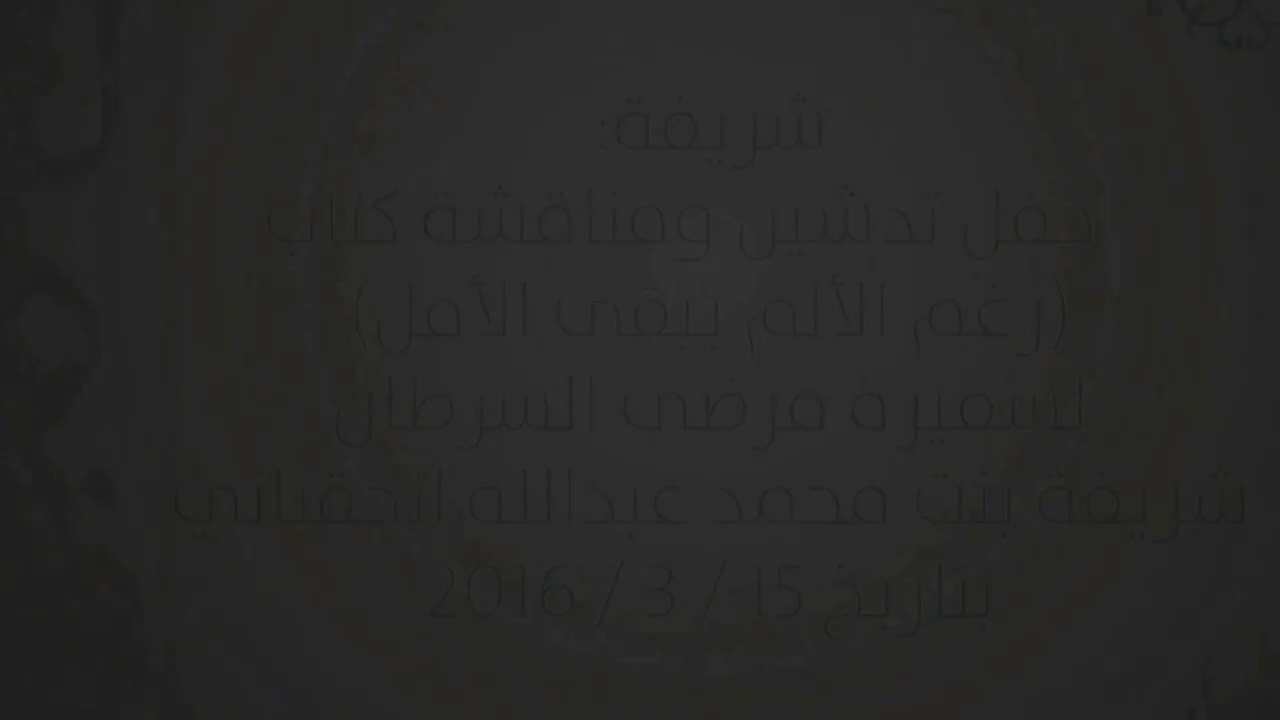 شريفة:
حفل تدشين ومناقشة كتاب
(رغم الألم يبقى الأمل)
لسفيرة مرضى السرطان
شريفة بنت محمد عبدالله الحقباني
بتاريخ 15 / 3 / 2016